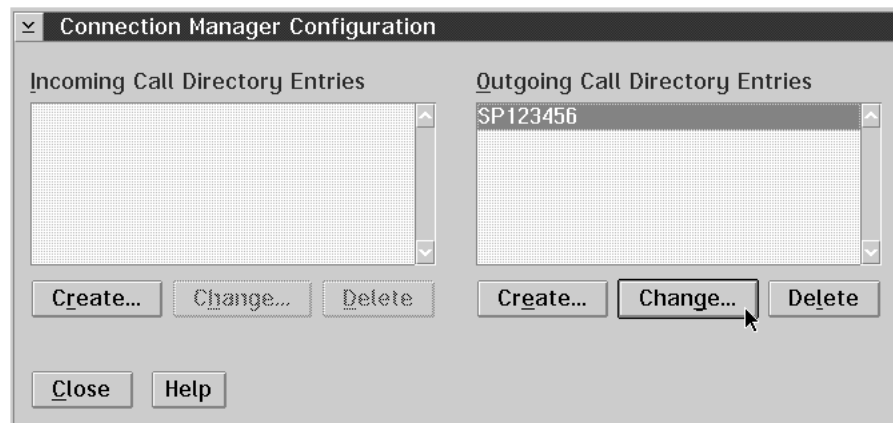 Connection Manager Configuration
Incoming Call Directory Entries
Outgoing Call Directory Entries
SP123456
Create... Change... Delete
Create... Change... Delete
Close Help